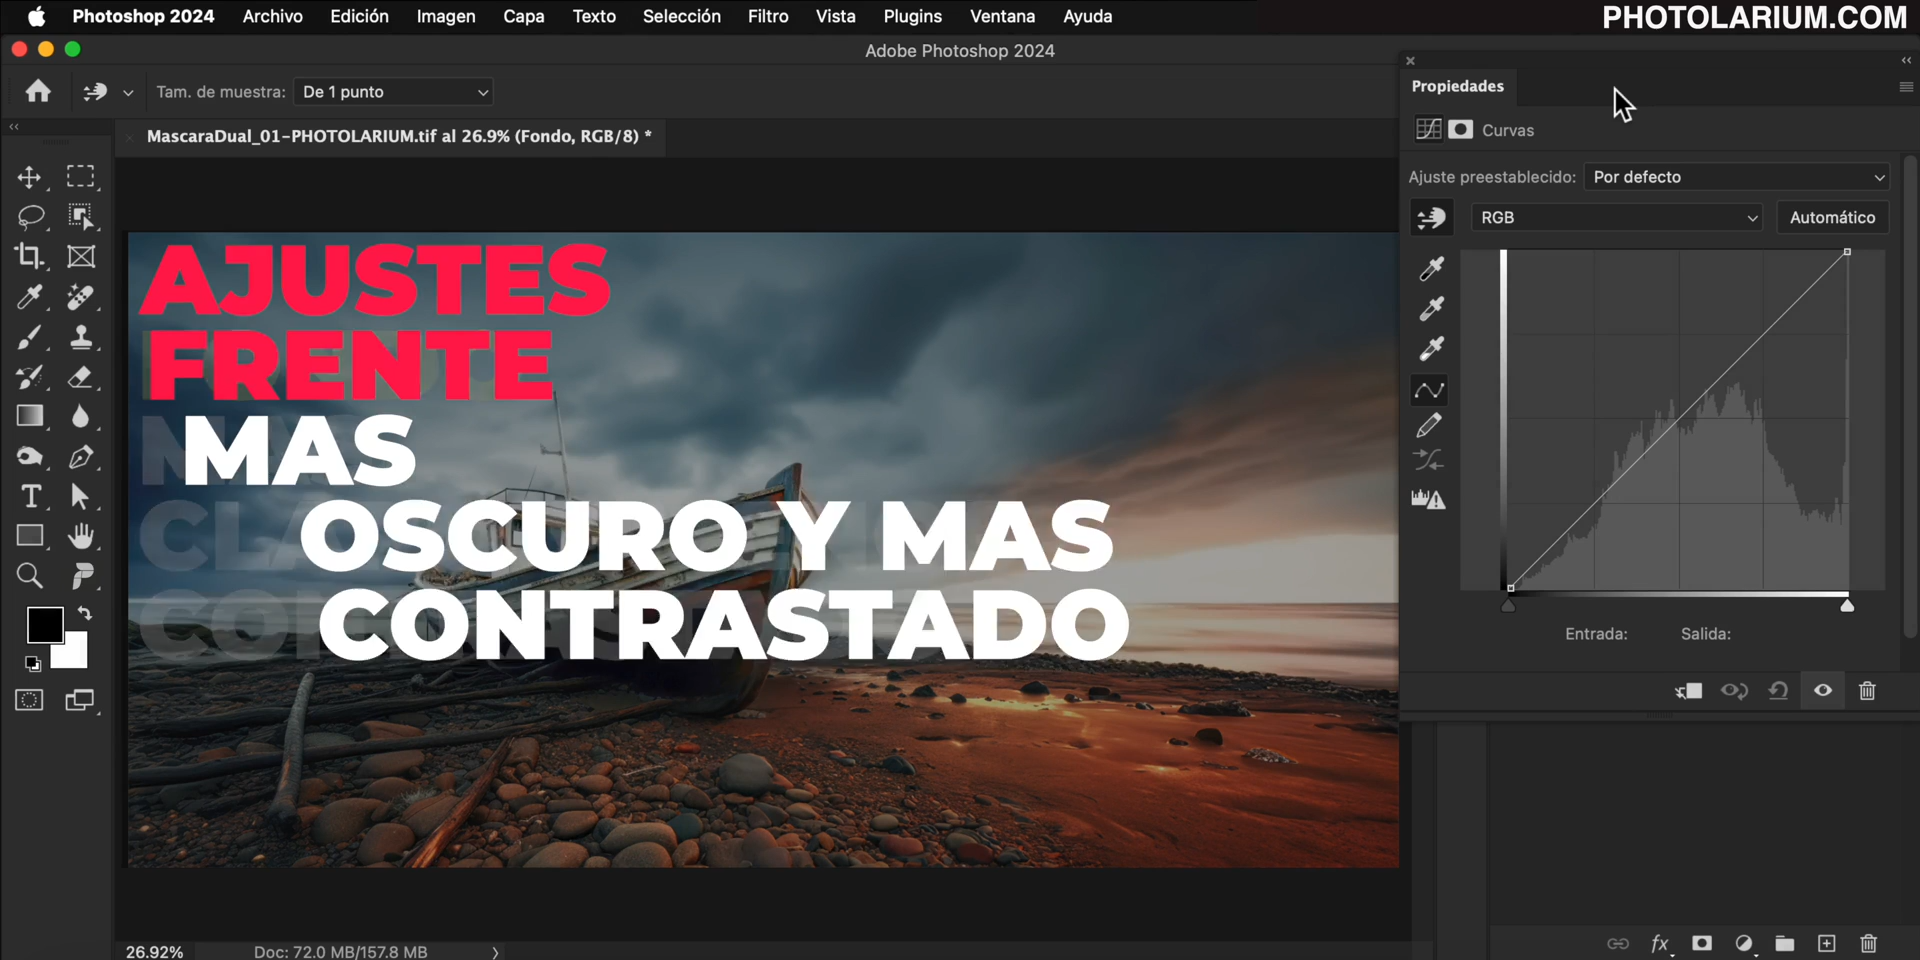 Photoshop 2024 Archivo Edición Imagen Capa Texto Selección Filtro Vista Plugins Ventana Ayuda
PHOTOLARIUM.COM
Adobe Photoshop 2024
Tam. de muestra: De 1 punto
MascaraDual_01-PHOTOLARIUM.tif al 26.9% (Fondo, RGB/8) *
AJUSTES
FRENTE
MAS
OSCURO Y MAS
CONTRASTADO
26.92% Doc: 72.0 MB/157.8 MB
Propiedades
Curvas
Ajuste preestablecido: Por defecto
RGB Automático
Entrada: Salida:
fx